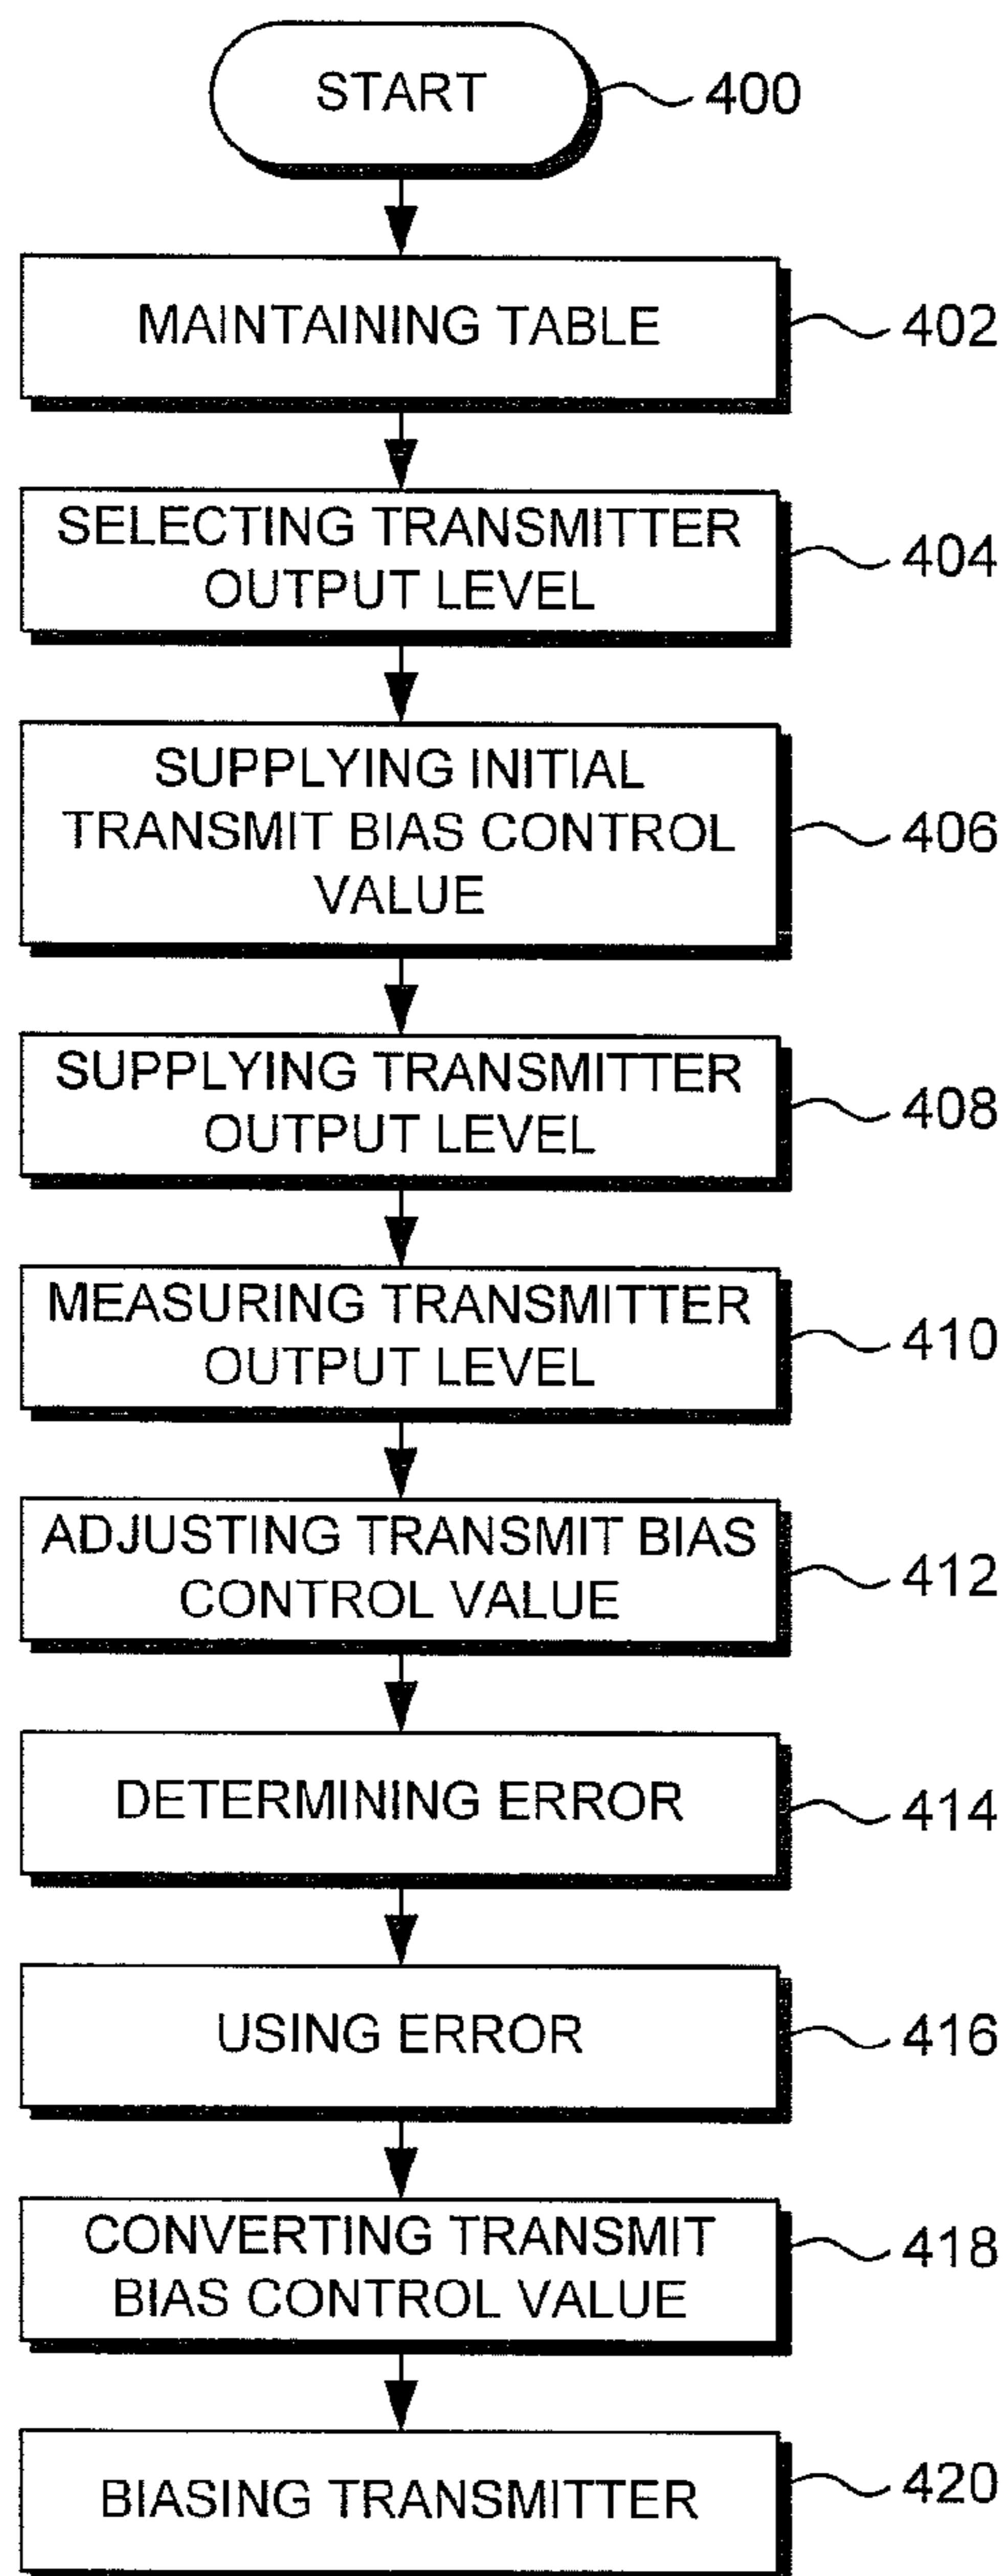 START
400
MAINTAINING TABLE
402
SELECTING TRANSMITTER
OUTPUT LEVEL
404
SUPPLYING INITIAL
TRANSMIT BIAS CONTROL
VALUE
406
SUPPLYING TRANSMITTER
OUTPUT LEVEL
408
MEASURING TRANSMITTER
OUTPUT LEVEL
410
ADJUSTING TRANSMIT BIAS
CONTROL VALUE
412
DETERMINING ERROR
414
USING ERROR
416
CONVERTING TRANSMIT
BIAS CONTROL VALUE
418
BIASING TRANSMITTER
420